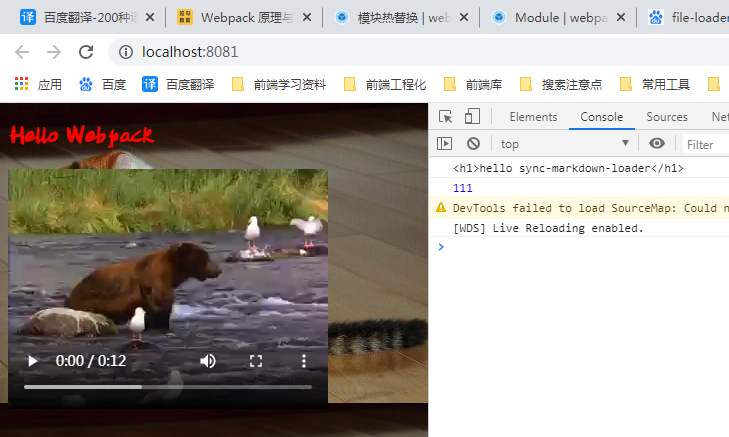 译 百度翻译-200种语
Webpack 原理与
模块热替换 | web
Module | webpa
file-loader
localhost:8081
应用
百度
译 百度翻译
前端学习资料
前端工程化
前端库
搜索注意点
常用工具
Hello Webpack
0:00 / 0:12
Elements
Console
Sources
Net
top
Filter
<h1>hello sync-markdown-loader</h1>
111
DevTools failed to load SourceMap: Could n
[WDS] Live Reloading enabled.